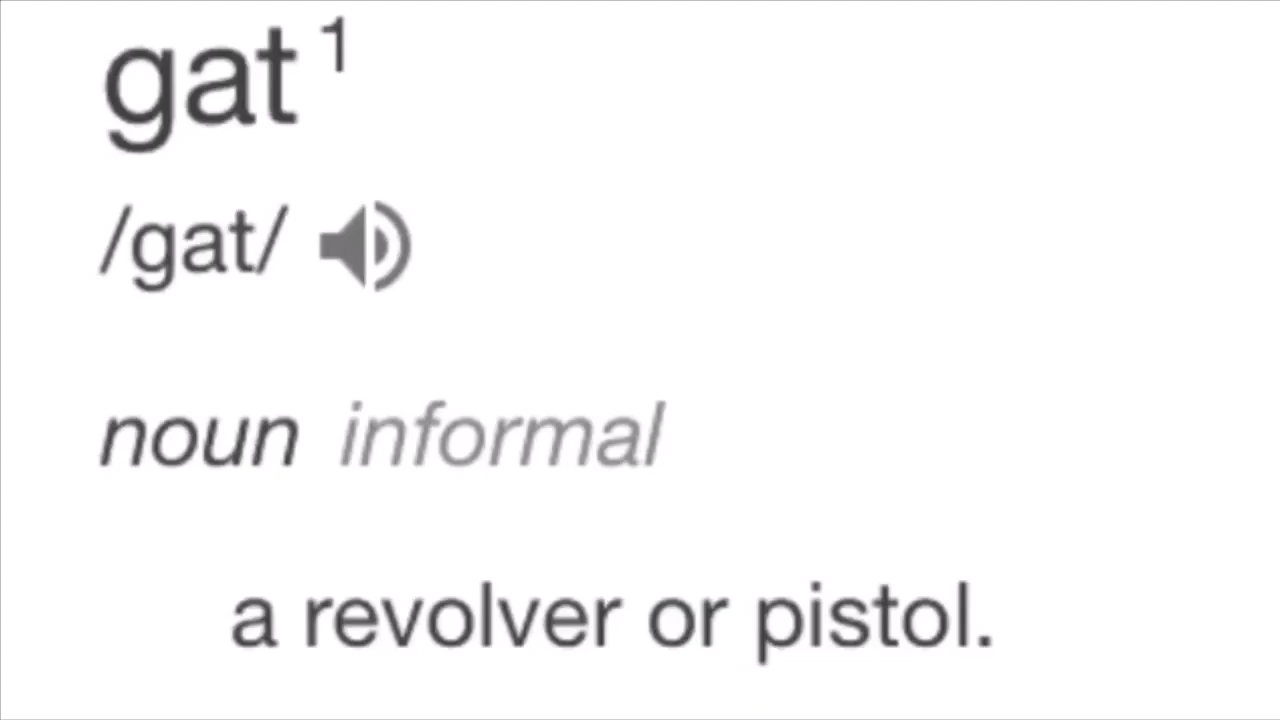 gat¹
/gat/
noun informal
a revolver or pistol.